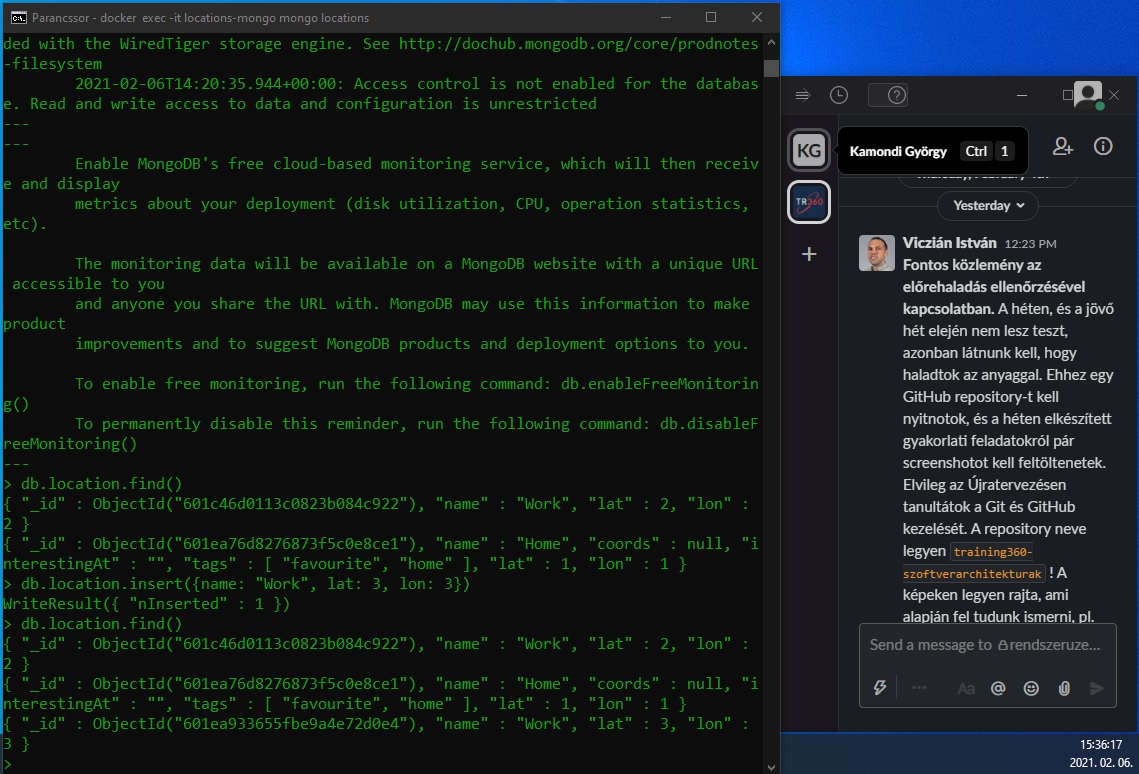 Parancssor - docker  exec -it locations-mongo mongo locations
ded with the WiredTiger storage engine. See http://dochub.mongodb.org/core/prodnotes
-filesystem
        2021-02-06T14:20:35.944+00:00: Access control is not enabled for the databas
e. Read and write access to data and configuration is unrestricted
---
---
        Enable MongoDB's free cloud-based monitoring service, which will then receiv
e and display
        metrics about your deployment (disk utilization, CPU, operation statistics,
etc).
        The monitoring data will be available on a MongoDB website with a unique URL
 accessible to you
        and anyone you share the URL with. MongoDB may use this information to make
product
        improvements and to suggest MongoDB products and deployment options to you.
        To enable free monitoring, run the following command: db.enableFreeMonitorin
g()
        To permanently disable this reminder, run the following command: db.disableF
reeMonitoring()
---
> db.location.find()
{ "_id" : ObjectId("601c46d0113c0823b084c922"), "name" : "Work", "lat" : 2, "lon" :
2 }
{ "_id" : ObjectId("601ea76d8276873f5c0e8ce1"), "name" : "Home", "coords" : null, "i
nterestingAt" : "", "tags" : [ "favourite", "home" ], "lat" : 1, "lon" : 1 }
> db.location.insert({name: "Work", lat: 3, lon: 3})
WriteResult({ "nInserted" : 1 })
> db.location.find()
{ "_id" : ObjectId("601c46d0113c0823b084c922"), "name" : "Work", "lat" : 2, "lon" :
2 }
{ "_id" : ObjectId("601ea76d8276873f5c0e8ce1"), "name" : "Home", "coords" : null, "i
nterestingAt" : "", "tags" : [ "favourite", "home" ], "lat" : 1, "lon" : 1 }
{ "_id" : ObjectId("601ea933655fbe9a4e72d0e4"), "name" : "Work", "lat" : 3, "lon" :
3 }
>
KG
Kamondi György Ctrl 1
TR360
Yesterday
Viczián István 12:23 PM
Fontos közlemény az
előrehaladás ellenőrzésével
kapcsolatban. A héten, és a jövő
hét elején nem lesz teszt,
azonban látnunk kell, hogy
haladtok az anyaggal. Ehhez egy
GitHub repository-t kell
nyitnotok, és a héten elkészített
gyakorlati feladatokról pár
screenshotot kell feltöltenetek.
Elvileg az Újratervezésen
tanultátok a Git és GitHub
kezelését. A repository neve
legyen training360-
szoftverarchitekturak ! A
képeken legyen rajta, ami
alapján fel tudunk ismerni, pl.
Send a message to rendszeruze...
Aa
15:36:17
2021. 02. 06.